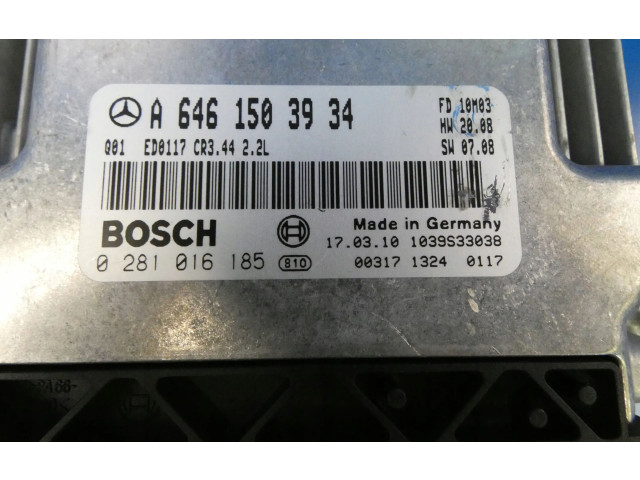 A 646 150 39 34
FD 10M03
HW 20.08
Q01 ED0117 CR3.44 2.2L
SW 07.08
BOSCH
Made in Germany
17.03.10 1039S33038
0 281 016 185 810
00317 1324 0117